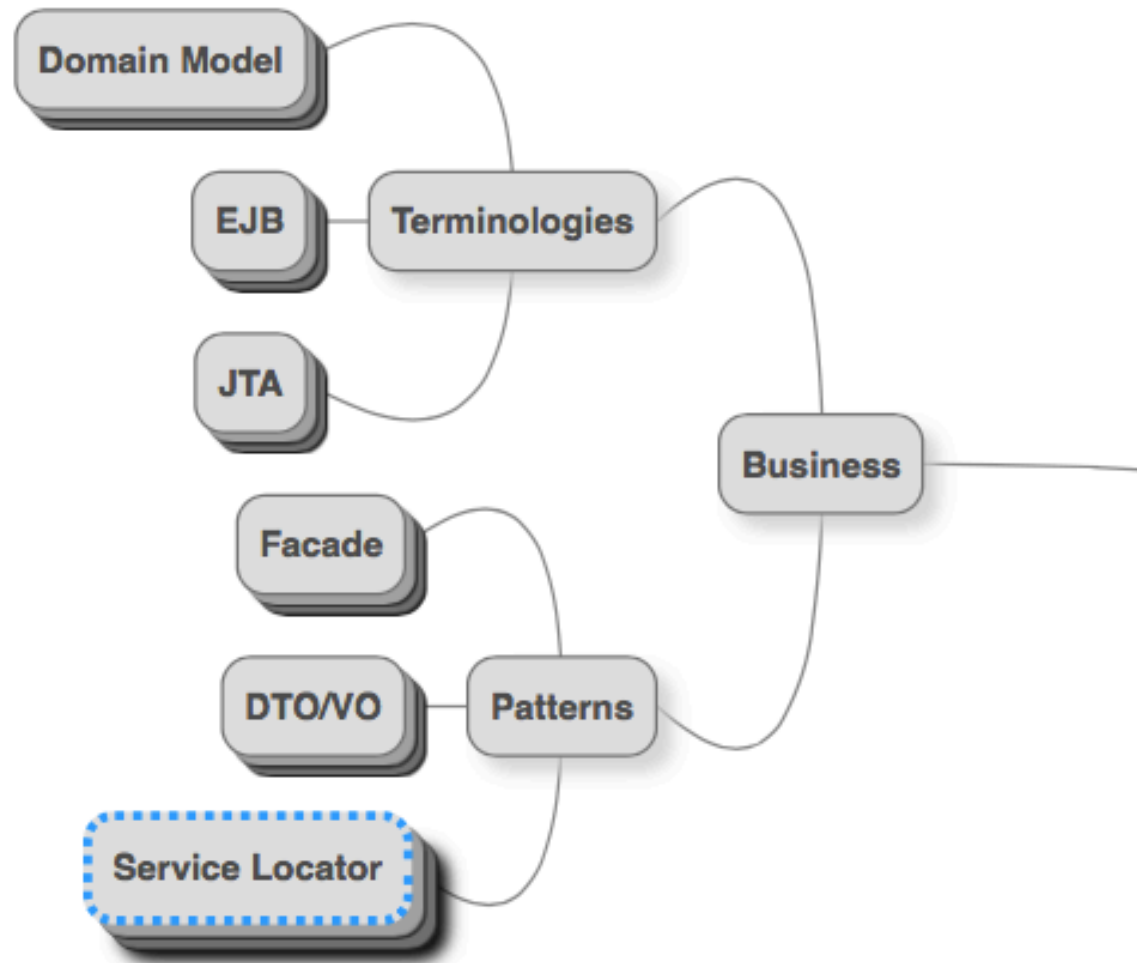 Domain Model
EJB
Terminologies
JTA
Business
Facade
DTO/VO
Patterns
Service Locator